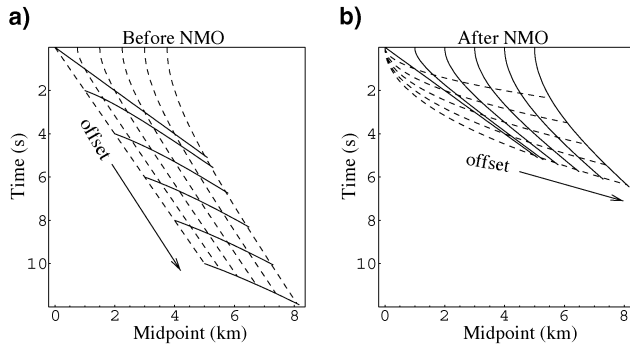 a)
Before NMO
2
4
6
8
10
Time (s)
offset
0 2 4 6 8
Midpoint (km)
b)
After NMO
2
4
6
8
10
Time (s)
offset
0 2 4 6 8
Midpoint (km)